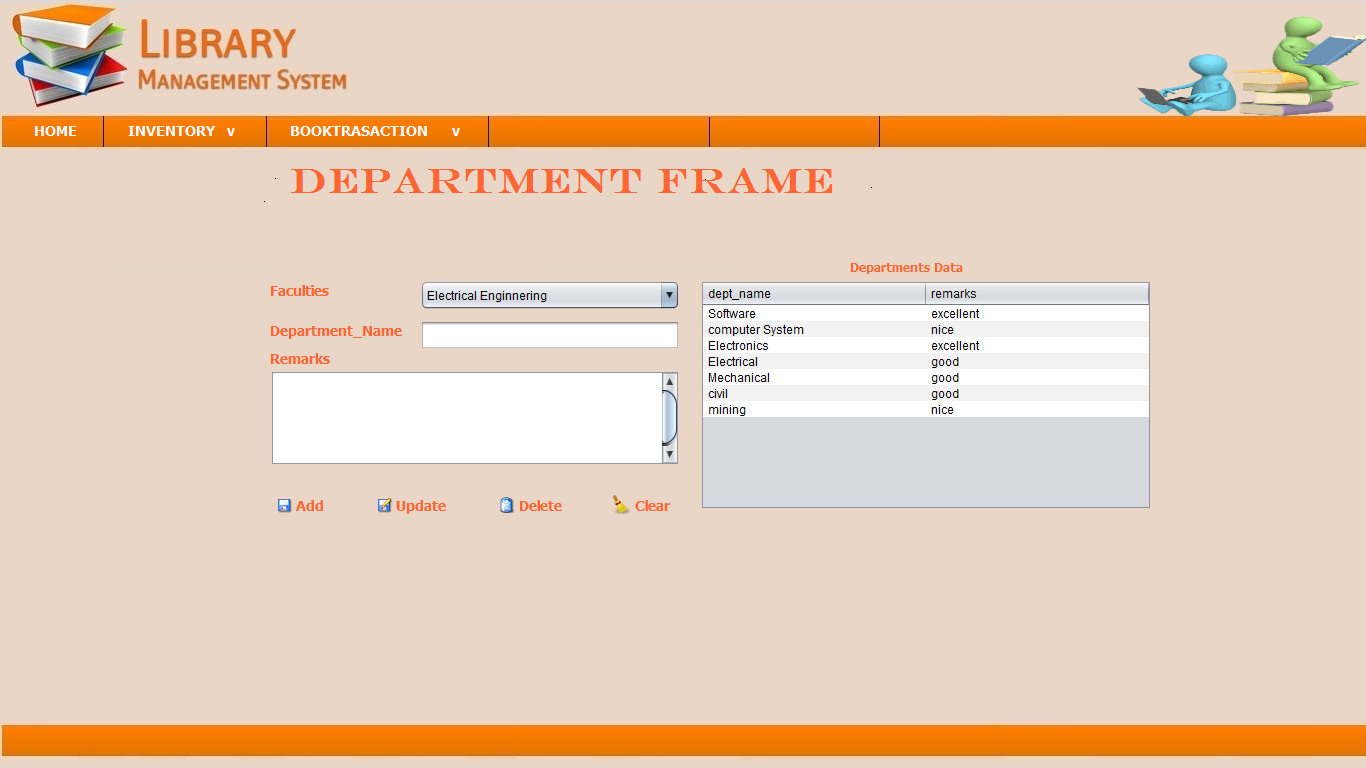 LIBRARY
MANAGEMENT SYSTEM
HOME INVENTORY v BOOKTRASACTION v
DEPARTMENT FRAME
Departments Data
Faculties Electrical Enginnering
Department_Name
Remarks
Add Update Delete Clear
dept_name remarks
Software excellent
computer System nice
Electronics excellent
Electrical good
Mechanical good
civil good
mining nice